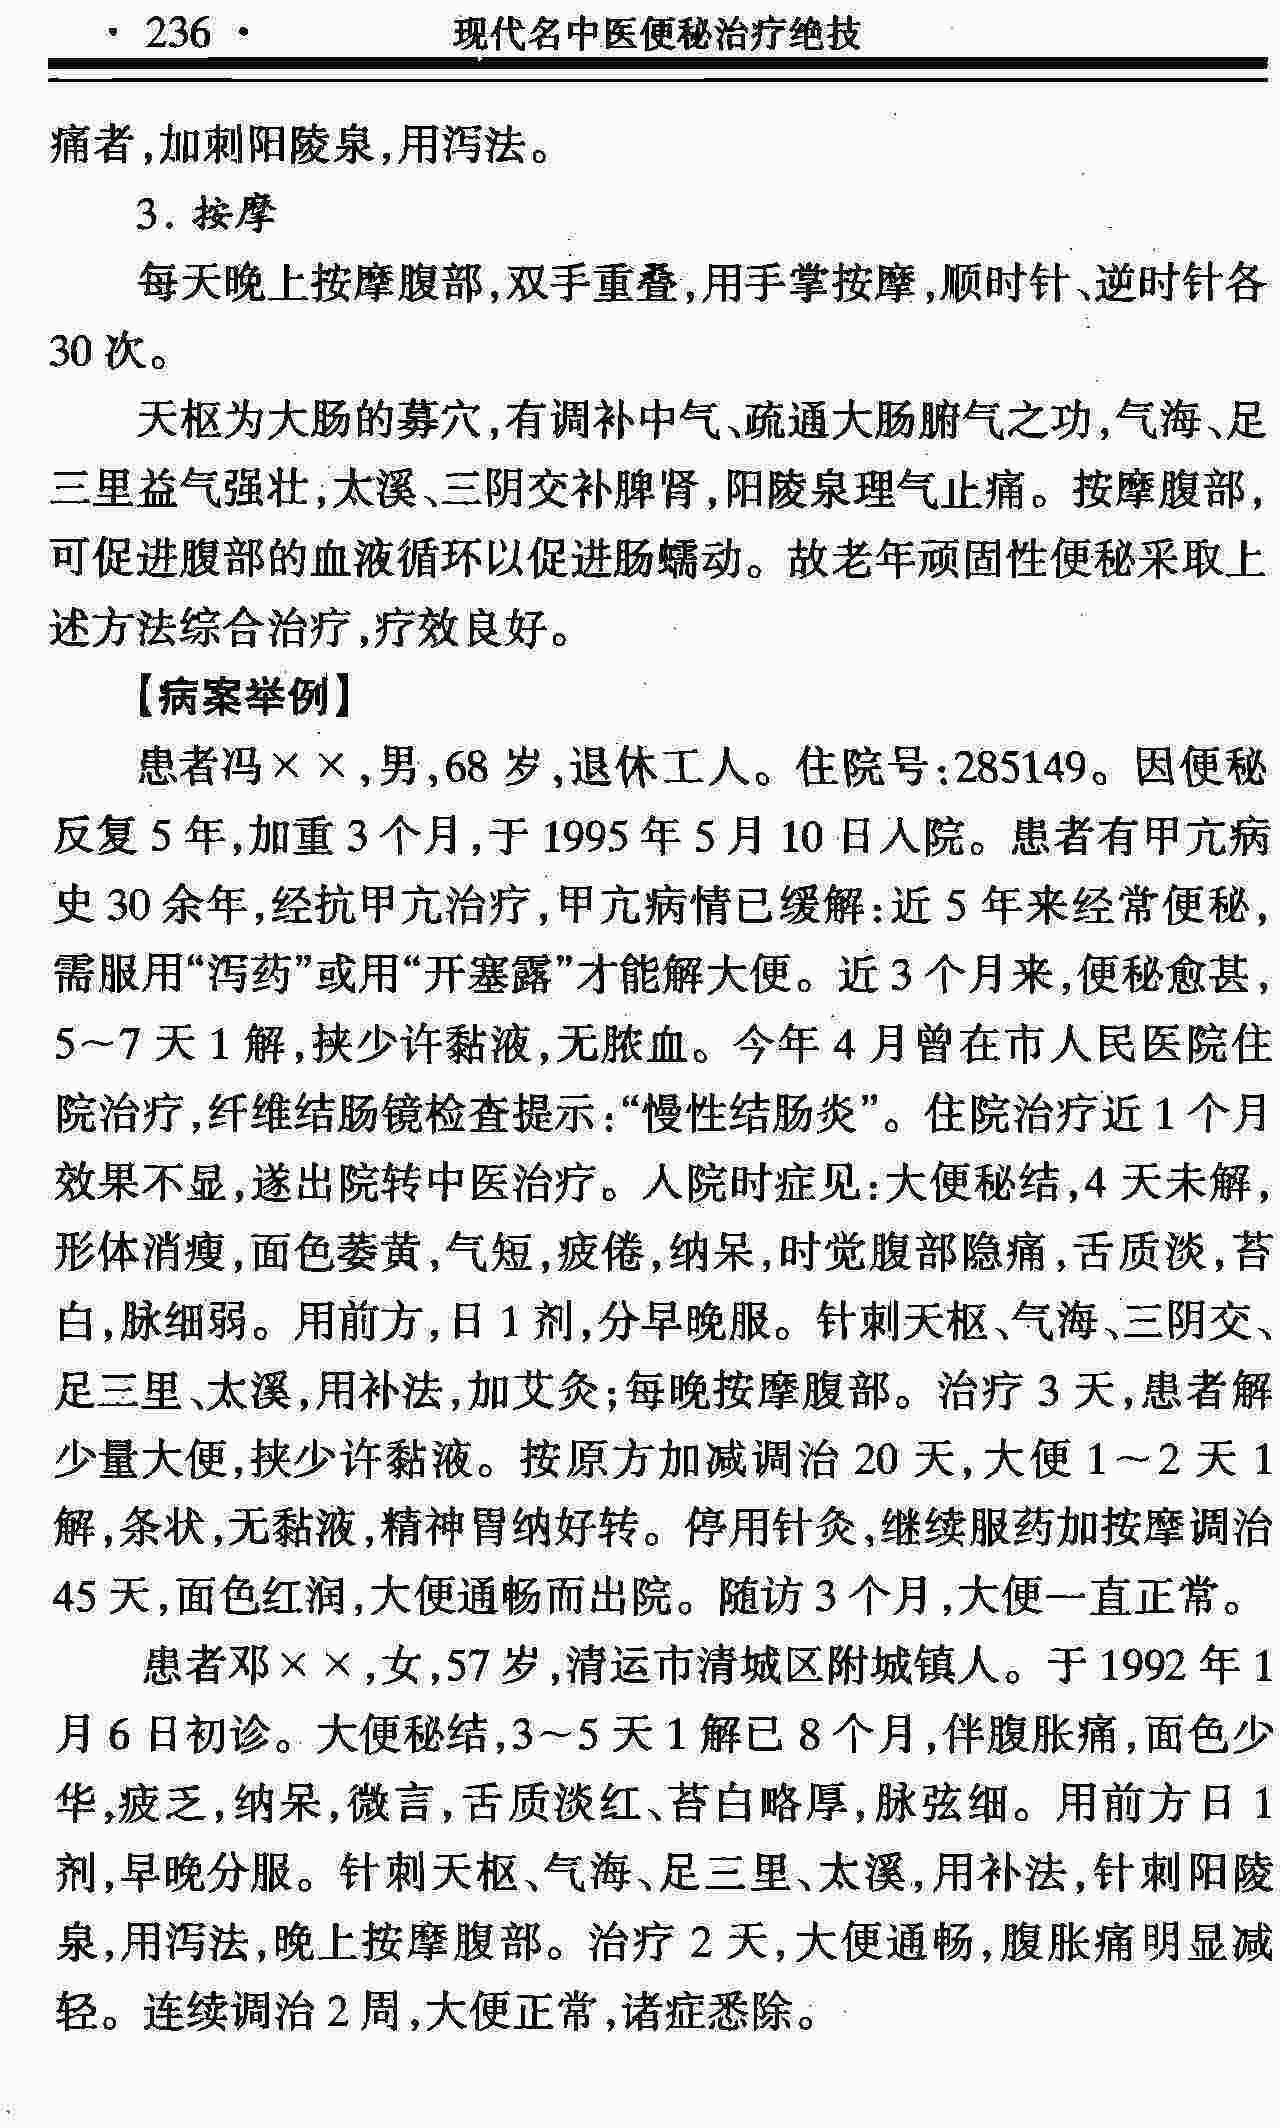 · 236 · 现代名中医便秘治疗绝技
痛者,加刺阳陵泉,用泻法。
3. 按摩
每天晚上按摩腹部,双手重叠,用手掌按摩,顺时针、逆时针各
30 次。
天枢为大肠的募穴,有调补中气、疏通大肠腑气之功,气海、足
三里益气强壮;太溪、三阴交补脾肾,阳陵泉理气止痛。按摩腹部,
可促进腹部的血液循环以促进肠蠕动。故老年顽固性便秘采取上
述方法综合治疗,疗效良好。
【病案举例】
患者冯××,男,68 岁,退休工人。住院号:285149。因便秘
反复 5 年,加重 3 个月,于 1995 年 5 月 10 日入院。患者有甲亢病
史 30 余年,经抗甲亢治疗,甲亢病情已缓解:近 5 年来经常便秘,
需服用“泻药”或用“开塞露”才能解大便。近 3 个月来,便秘愈甚,
5～7 天 1 解,挟少许黏液,无脓血。今年 4 月曾在市人民医院住
院治疗,纤维结肠镜检查提示:“慢性结肠炎”。住院治疗近 1 个月
效果不显,遂出院转中医治疗。入院时症见:大便秘结,4 天未解,
形体消瘦,面色萎黄,气短,疲倦,纳呆,时觉腹部隐痛,舌质淡,苔
白,脉细弱。用前方,日 1 剂,分早晚服。针刺天枢、气海、三阴交、
足三里、太溪,用补法,加艾灸;每晚按摩腹部。治疗 3 天,患者解
少量大便,挟少许黏液。按原方加减调治 20 天,大便 1～2 天 1
解,条状,无黏液,精神胃纳好转。停用针灸,继续服药加按摩调治
45 天,面色红润,大便通畅而出院。随访 3 个月,大便一直正常。
患者邓××,女,57 岁,清运市清城区附城镇人。于 1992 年 1
月 6 日初诊。大便秘结,3～5 天 1 解已 8 个月,伴腹胀痛,面色少
华,疲乏,纳呆,微言,舌质淡红、苔白略厚,脉弦细。用前方日 1
剂,早晚分服。针刺天枢、气海、足三里、太溪,用补法,针刺阳陵
泉,用泻法,晚上按摩腹部。治疗 2 天,大便通畅,腹胀痛明显减
轻。连续调治 2 周,大便正常,诸症悉除。